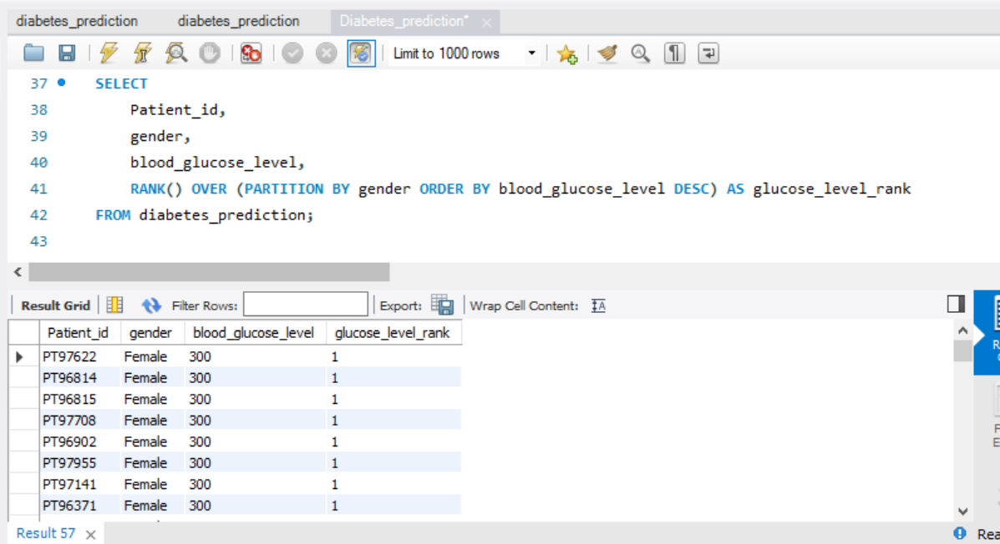 diabetes_prediction diabetes_prediction Diabetes_prediction*
Limit to 1000 rows
37 SELECT
38 Patient_id,
39 gender,
40 blood_glucose_level,
41 RANK() OVER (PARTITION BY gender ORDER BY blood_glucose_level DESC) AS glucose_level_rank
42 FROM diabetes_prediction;
43
Result Grid Filter Rows: Export: Wrap Cell Content: IA
Patient_id gender blood_glucose_level glucose_level_rank
PT97622 Female 300 1
PT96814 Female 300 1
PT96815 Female 300 1
PT97708 Female 300 1
PT96902 Female 300 1
PT97955 Female 300 1
PT97141 Female 300 1
PT96371 Female 300 1
Result 57